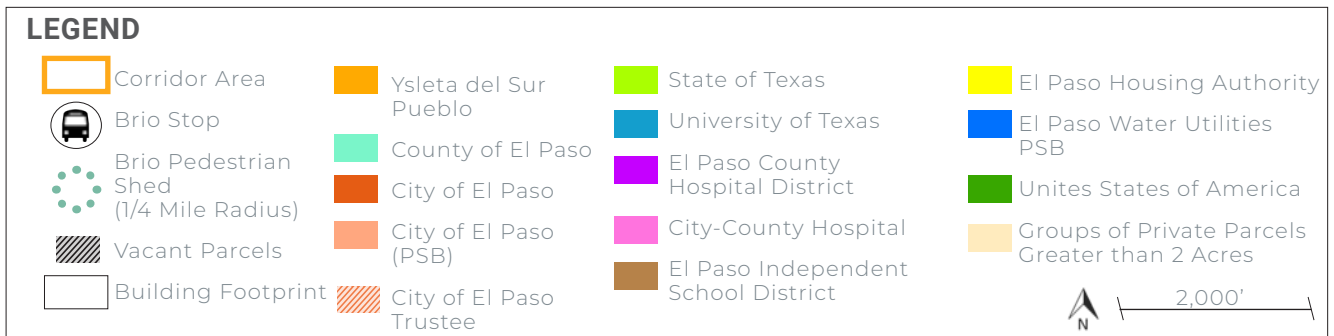 LEGEND
Corridor Area
Brio Stop
Brio Pedestrian
Shed
(1/4 Mile Radius)
Vacant Parcels
Building Footprint
Ysleta del Sur
Pueblo
County of El Paso
City of El Paso
City of El Paso
(PSB)
City of El Paso
Trustee
State of Texas
University of Texas
El Paso County
Hospital District
City-County Hospital
El Paso Independent
School District
El Paso Housing Authority
El Paso Water Utilities
PSB
Unites States of America
Groups of Private Parcels
Greater than 2 Acres
N
2,000’